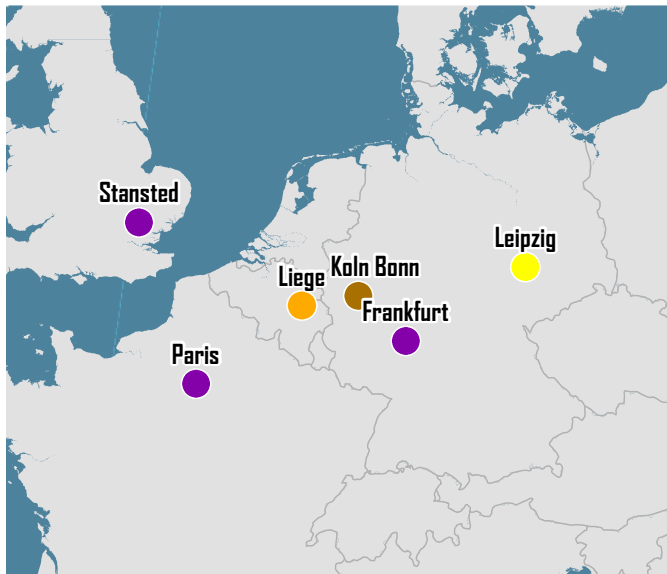 Stansted
Leipzig
Koln Bonn
Liege
Frankfurt
Paris